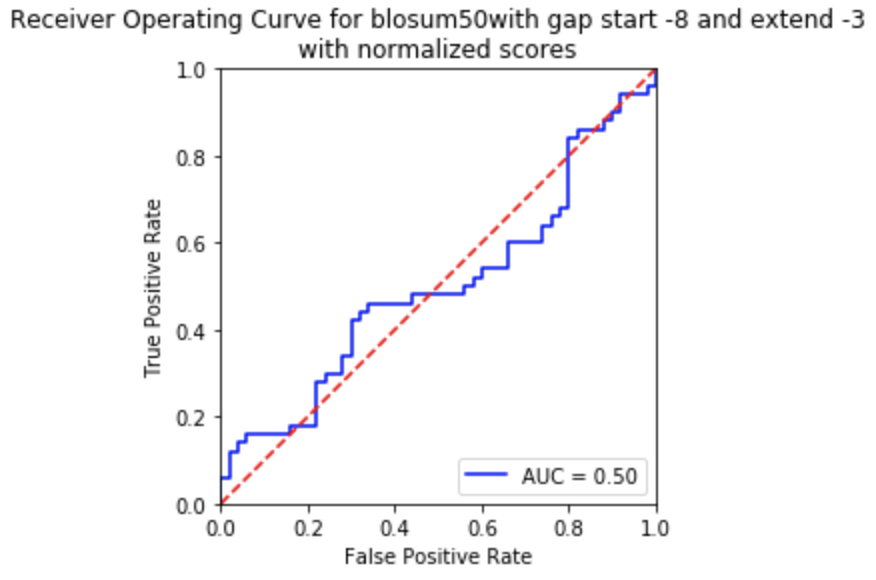 Receiver Operating Curve for blosum50with gap start -8 and extend -3
with normalized scores
1.0
0.8
0.6
0.4
0.2
0.0
True Positive Rate
AUC = 0.50
0.0 0.2 0.4 0.6 0.8 1.0
False Positive Rate